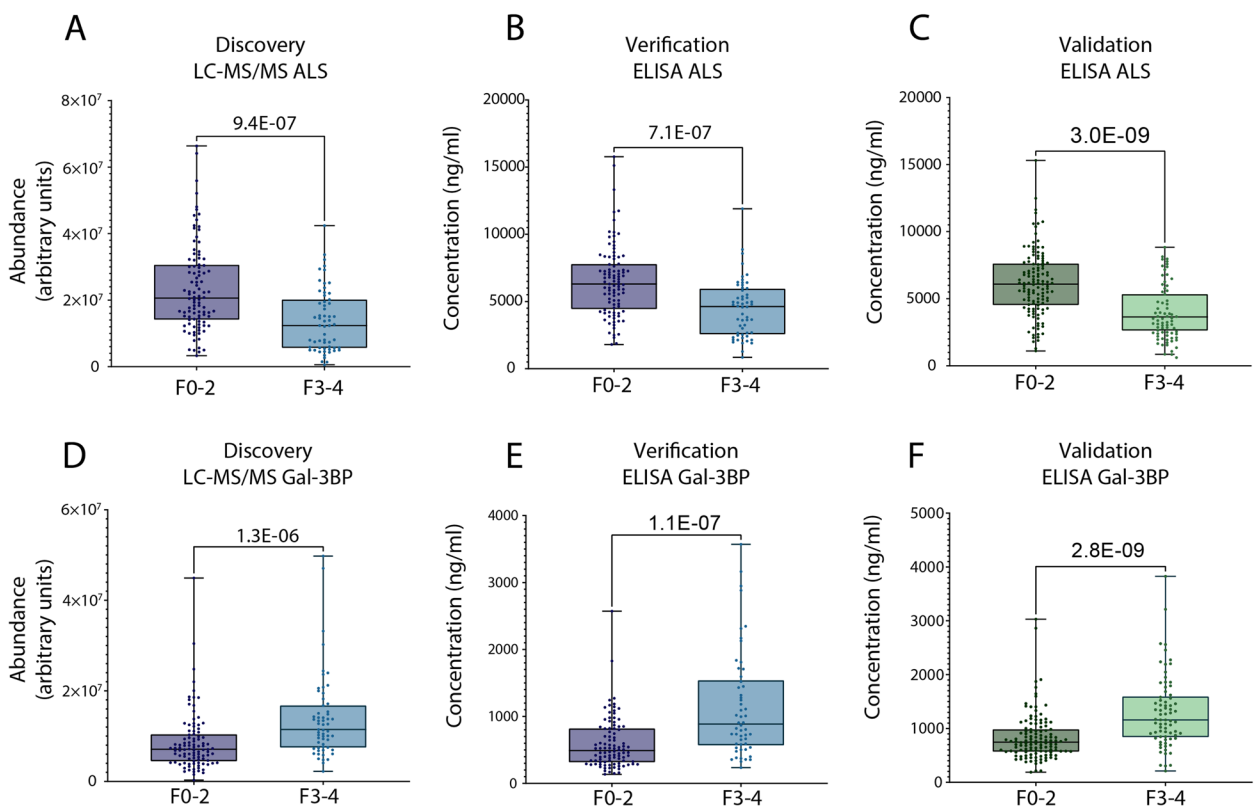 A
Discovery
LC-MS/MS ALS
Abundance
(arbitrary units)
8×10⁷
6×10⁷
4×10⁷
2×10⁷
0
9.4E-07
F0-2
F3-4
B
Verification
ELISA ALS
Concentration (ng/ml)
20000
15000
10000
5000
0
7.1E-07
F0-2
F3-4
C
Validation
ELISA ALS
Concentration (ng/ml)
20000
15000
10000
5000
0
3.0E-09
F0-2
F3-4
D
Discovery
LC-MS/MS Gal-3BP
Abundance
(arbitrary units)
6×10⁷
4×10⁷
2×10⁷
0
1.3E-06
F0-2
F3-4
E
Verification
ELISA Gal-3BP
Concentration (ng/ml)
4000
3000
2000
1000
0
1.1E-07
F0-2
F3-4
F
Validation
ELISA Gal-3BP
Concentration (ng/ml)
5000
4000
3000
2000
1000
0
2.8E-09
F0-2
F3-4